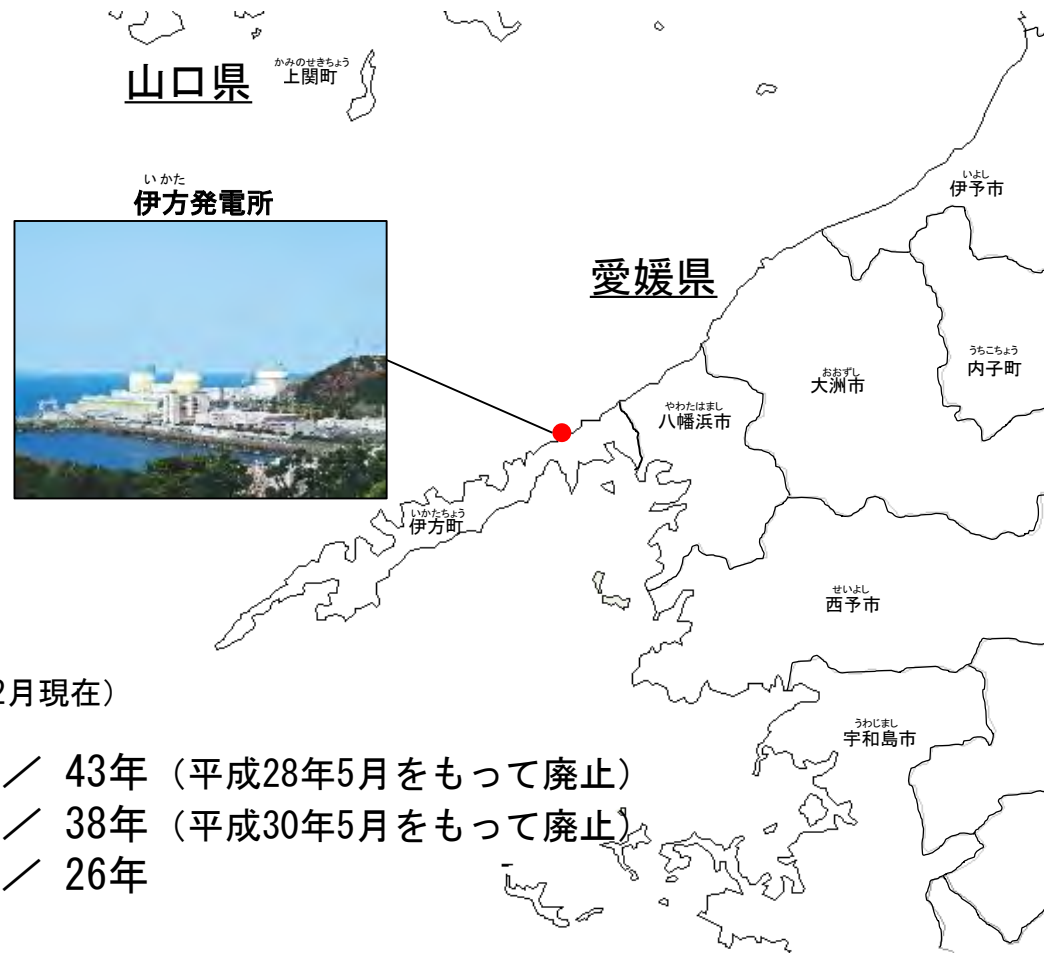 かみのせきちょう
上関町
山口県
いかた
伊方発電所
いよし
伊予市
愛媛県
うちこちょう
内子町
おおずし
大洲市
やわたはまし
八幡浜市
いかたちょう
伊方町
せいよし
西予市
2月現在）
うわじまし
宇和島市
／ 43年（平成28年5月をもって廃止）
／ 38年（平成30年5月をもって廃止）
／ 26年